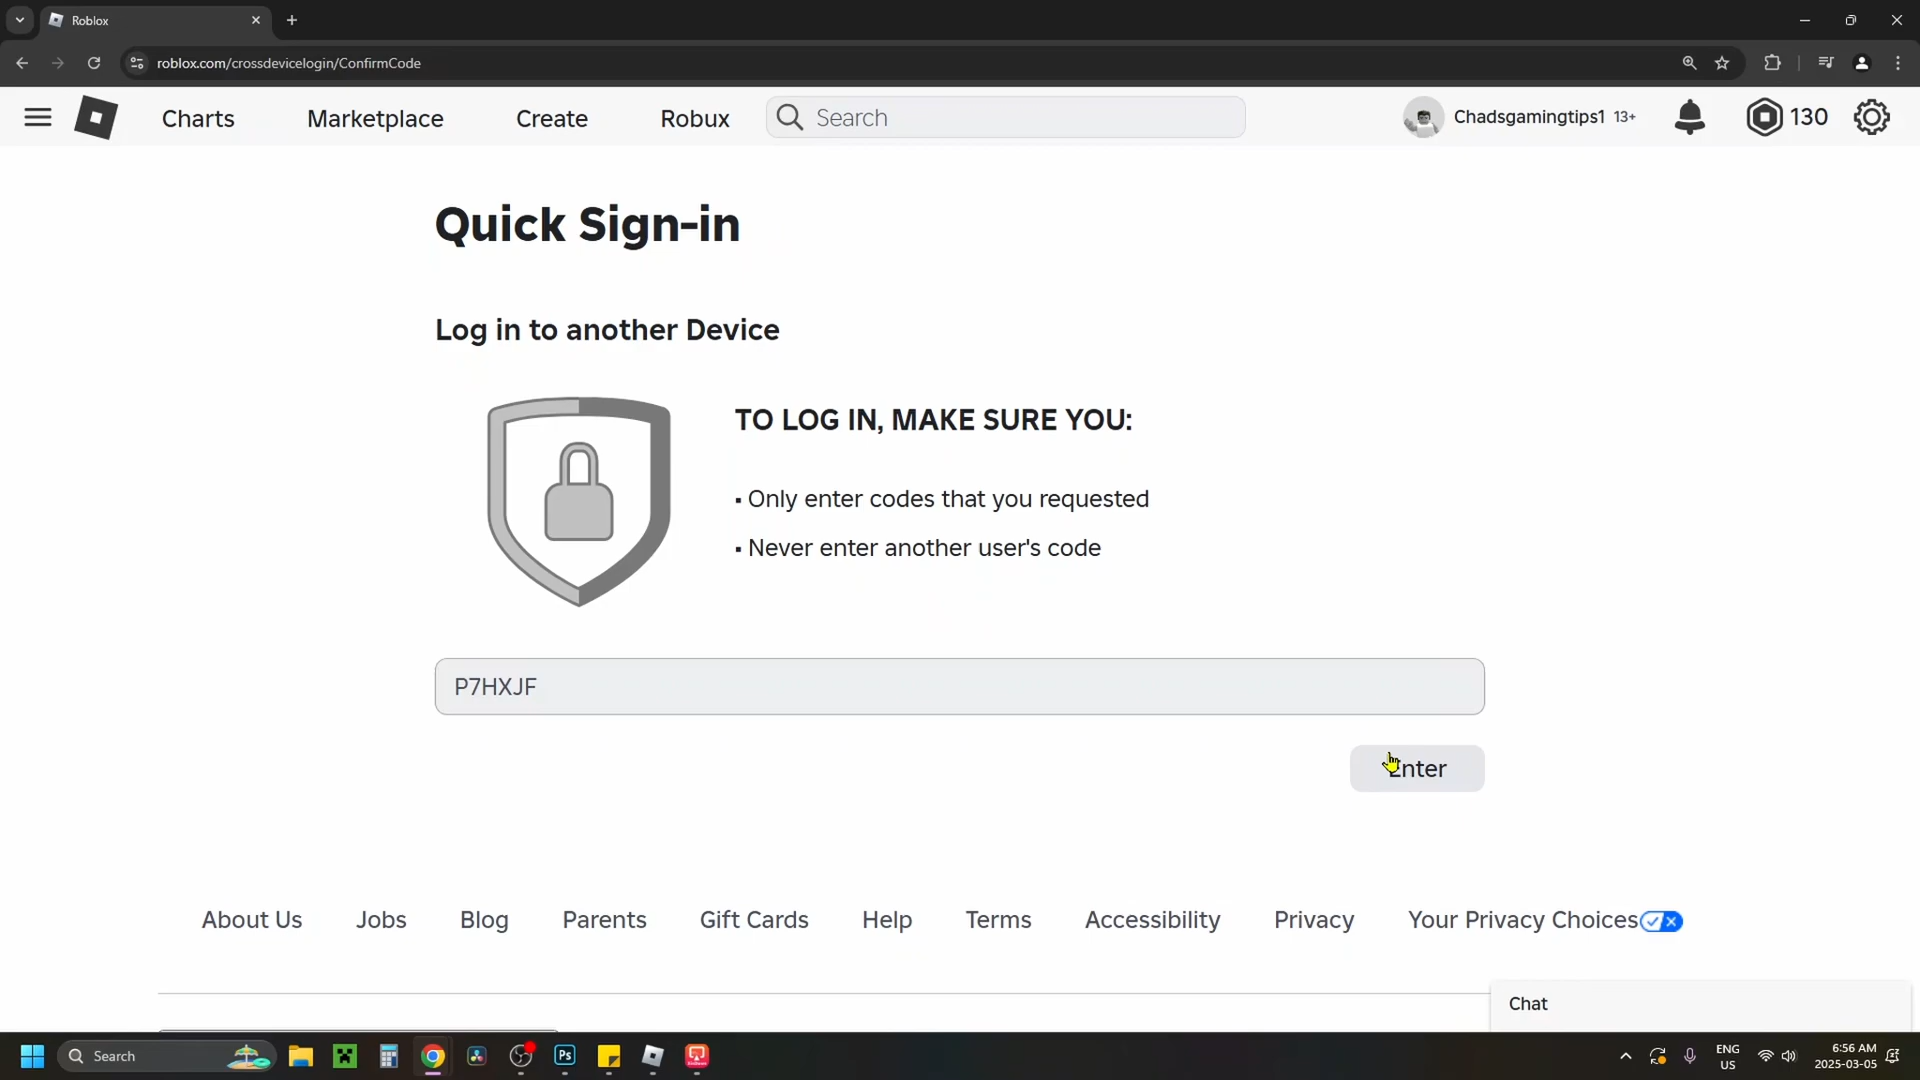 Roblox
roblox.com/crossdevicelogin/ConfirmCode
Charts
Marketplace
Create
Robux
Search
Chadsgamingtips1 13+
130
Quick Sign-in
Log in to another Device
TO LOG IN, MAKE SURE YOU:
▪ Only enter codes that you requested
▪ Never enter another user's code
P7HXJF
Enter
About Us
Jobs
Blog
Parents
Gift Cards
Help
Terms
Accessibility
Privacy
Your Privacy Choices
Chat
Search
Ps
ENG
US
6:56 AM
2025-03-05